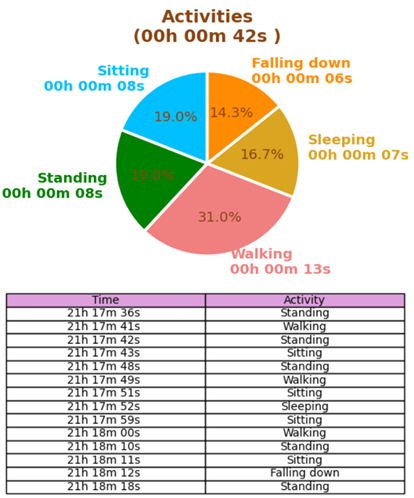 Activities
(00h 00m 42s )
Sitting
00h 00m 08s
Falling down
00h 00m 06s
Sleeping
00h 00m 07s
Standing
00h 00m 08s
Walking
00h 00m 13s
19.0%
14.3%
16.7%
19.0%
31.0%
Time Activity
21h 17m 36s Standing
21h 17m 41s Walking
21h 17m 42s Standing
21h 17m 43s Sitting
21h 17m 48s Standing
21h 17m 49s Walking
21h 17m 51s Sitting
21h 17m 52s Sleeping
21h 17m 59s Sitting
21h 18m 00s Walking
21h 18m 10s Standing
21h 18m 11s Sitting
21h 18m 12s Falling down
21h 18m 18s Standing